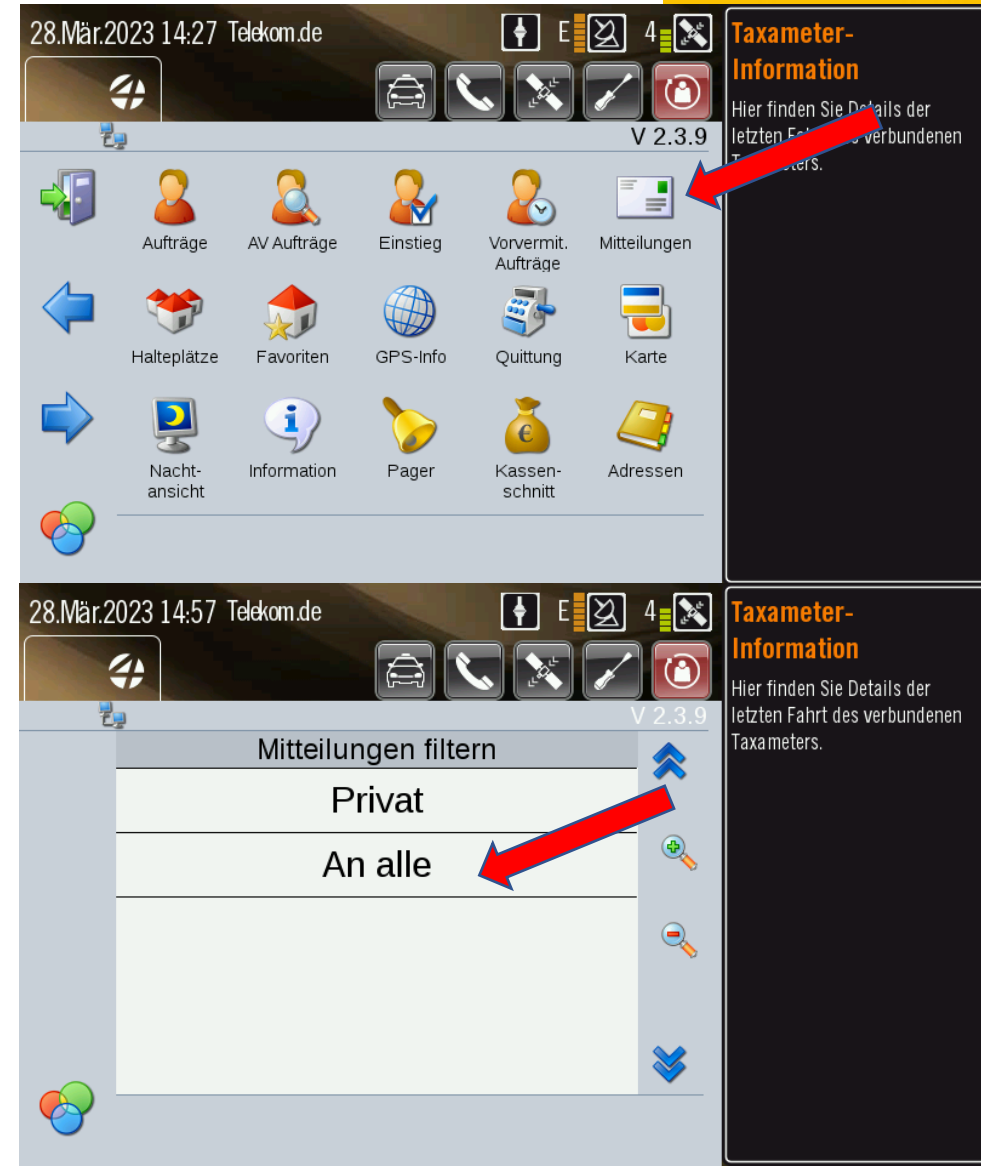 28.Mär.2023 14:27 Telekom.de E 4
V 2.3.9
Aufträge AV Aufträge Einstieg Vorvermit. Mitteilungen
Aufträge
Halteplätze Favoriten GPS-Info Quittung Karte
€
Nacht- Information Pager Kassen- Adressen
ansicht schnitt
Taxameter-
Information
Hier finden Sie Details der
letzten verbundenen
28.Mär.2023 14:57 Telekom.de E 4
V 2.3.9
Mitteilungen filtern
Privat
An alle
Taxameter-
Information
Hier finden Sie Details der
letzten Fahrt des verbundenen
Taxameters.